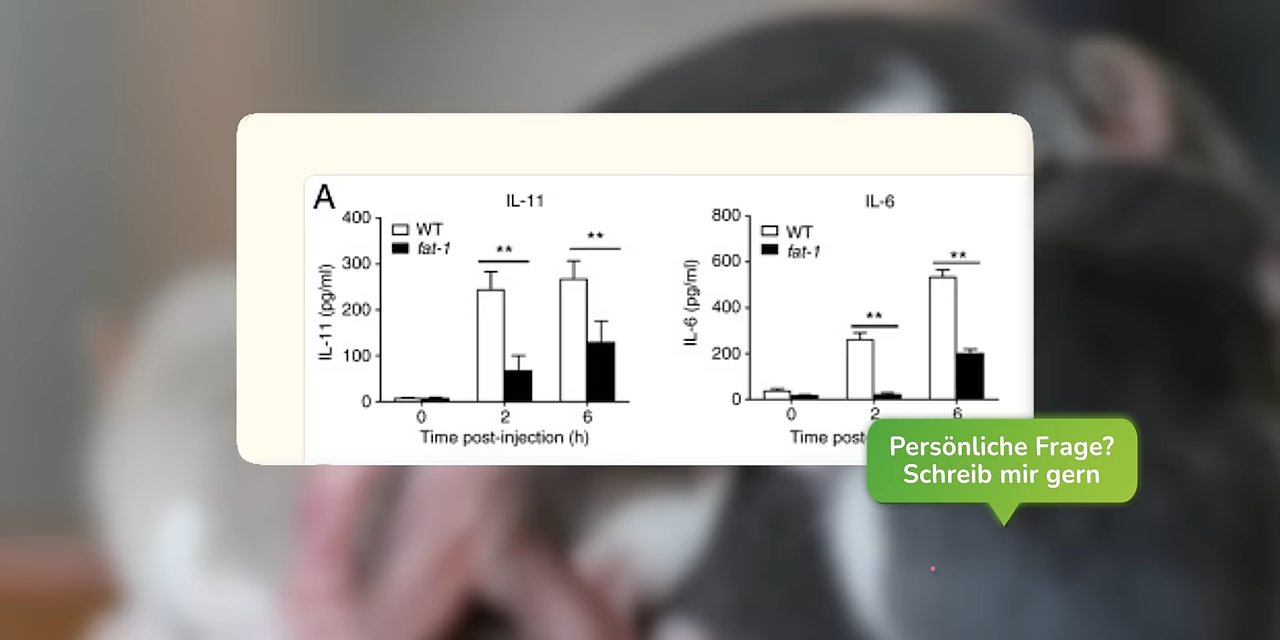 A
IL-11
400
300
200
100
0
IL-11 (pg/ml)
WT
fat-1
**
**
0
2
6
Time post-injection (h)
IL-6
800
600
400
200
0
IL-6 (pg/ml)
WT
fat-1
**
**
0
2
6
Time post-
Persönliche Frage?
Schreib mir gern